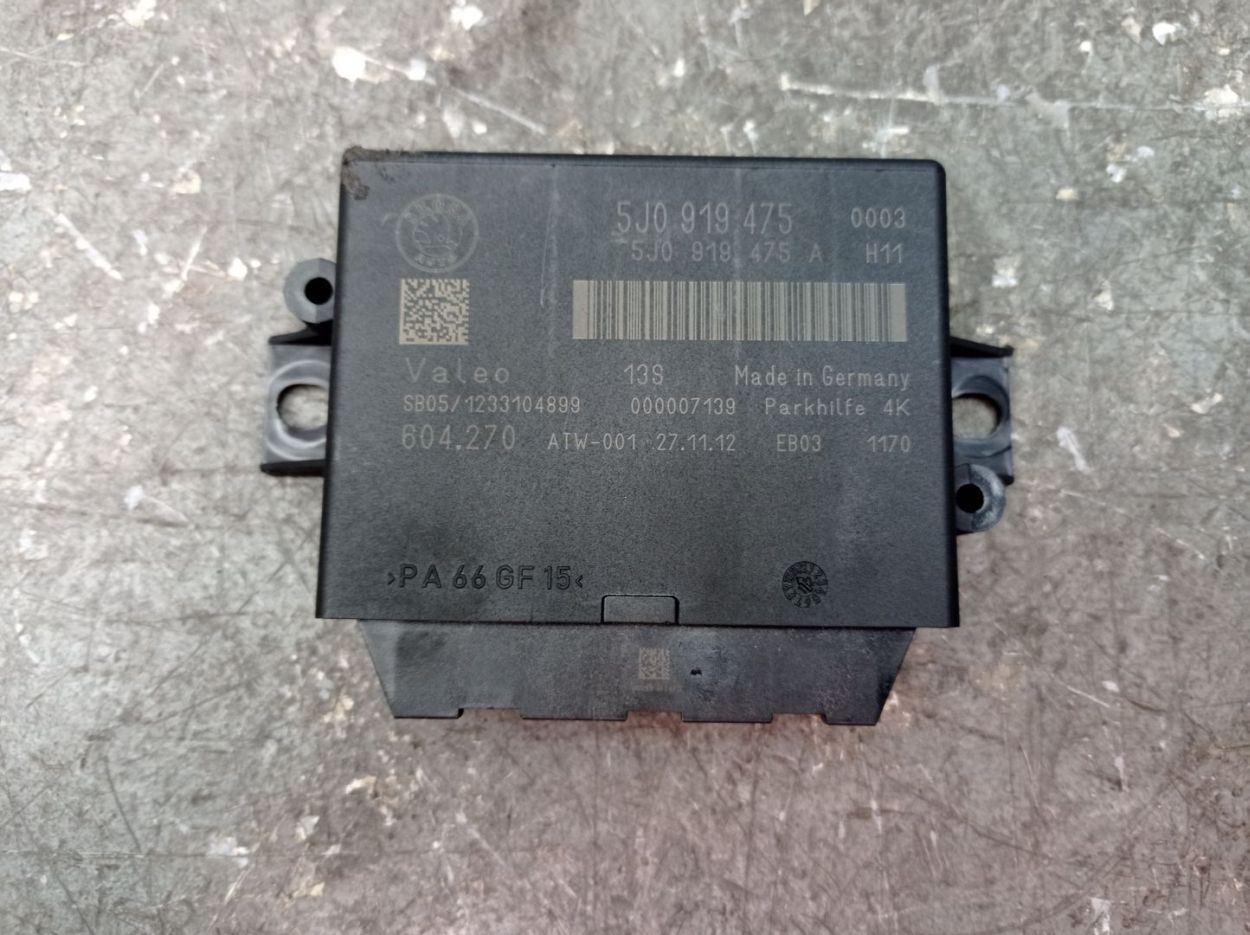 5J0 919 475 0003
5J0 919 475 A H11
Valeo 13S Made in Germany
SB05/1233104899 000007139 Parkhilfe 4K
604.270 ATW-001 27.11.12 EB03 1170
>PA 66 GF 15<